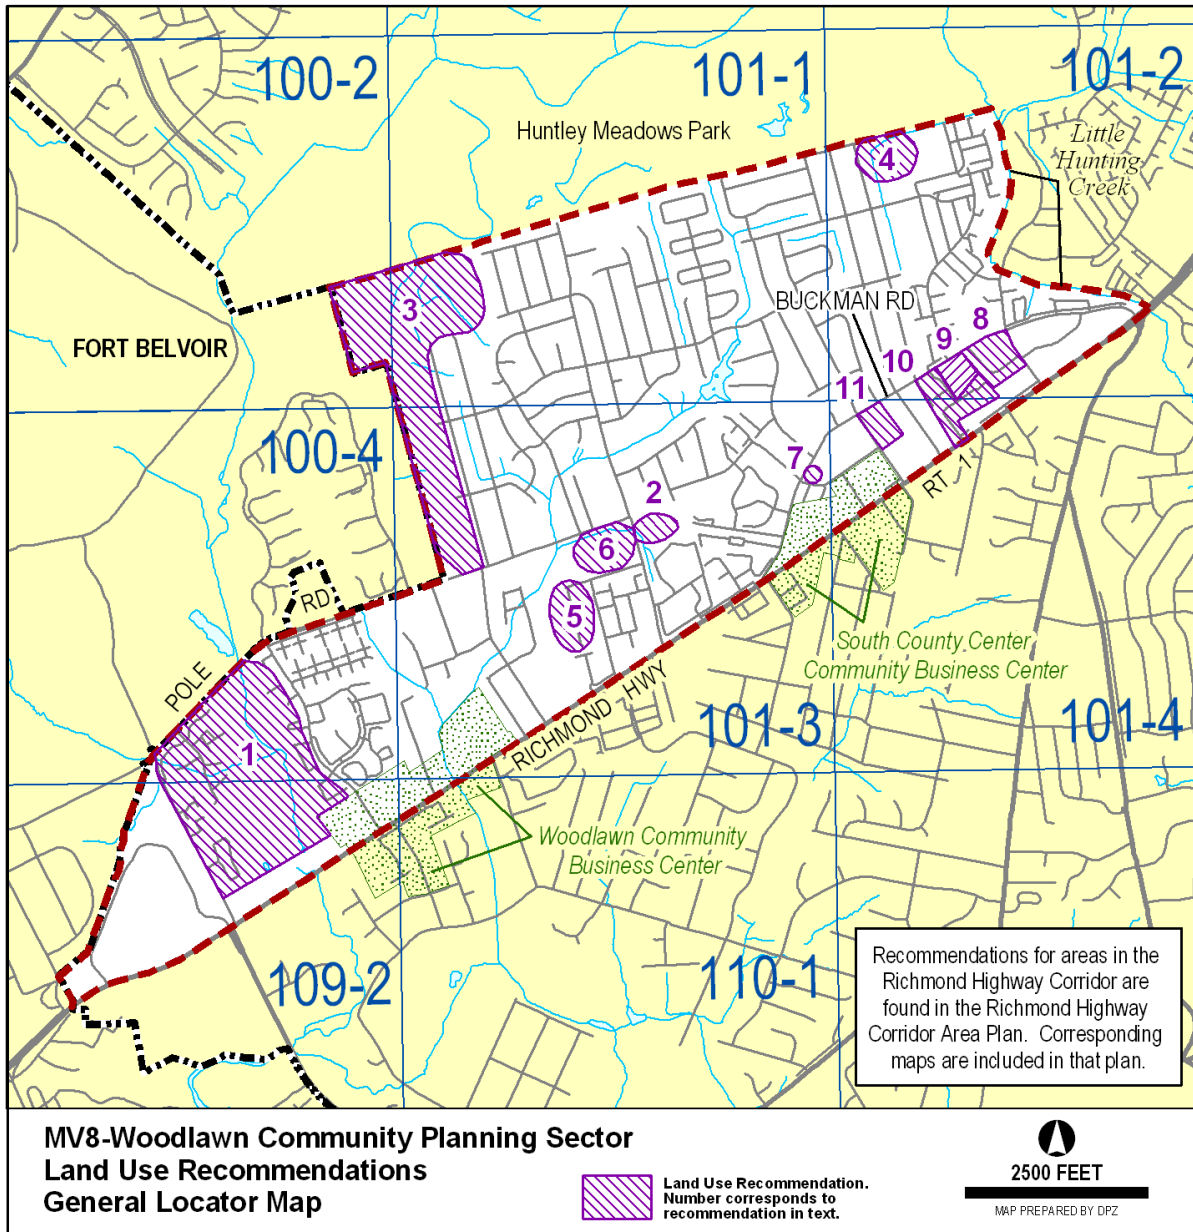 100-2
101-1
101-2
Huntley Meadows Park
Little
Hunting
Creek
4
3
BUCKMAN RD
FORT BELVOIR
8
9
10
11
100-4
7
2
RT 1
6
RD
5
South County Center
Community Business Center
POLE
RICHMOND HWY
101-3
101-4
1
Woodlawn Community
Business Center
109-2
110-1
Recommendations for areas in the
Richmond Highway Corridor are
found in the Richmond Highway
Corridor Area Plan. Corresponding
maps are included in that plan.
MV8-Woodlawn Community Planning Sector
Land Use Recommendations
General Locator Map
Land Use Recommendation.
Number corresponds to
recommendation in text.
2500 FEET
MAP PREPARED BY DPZ